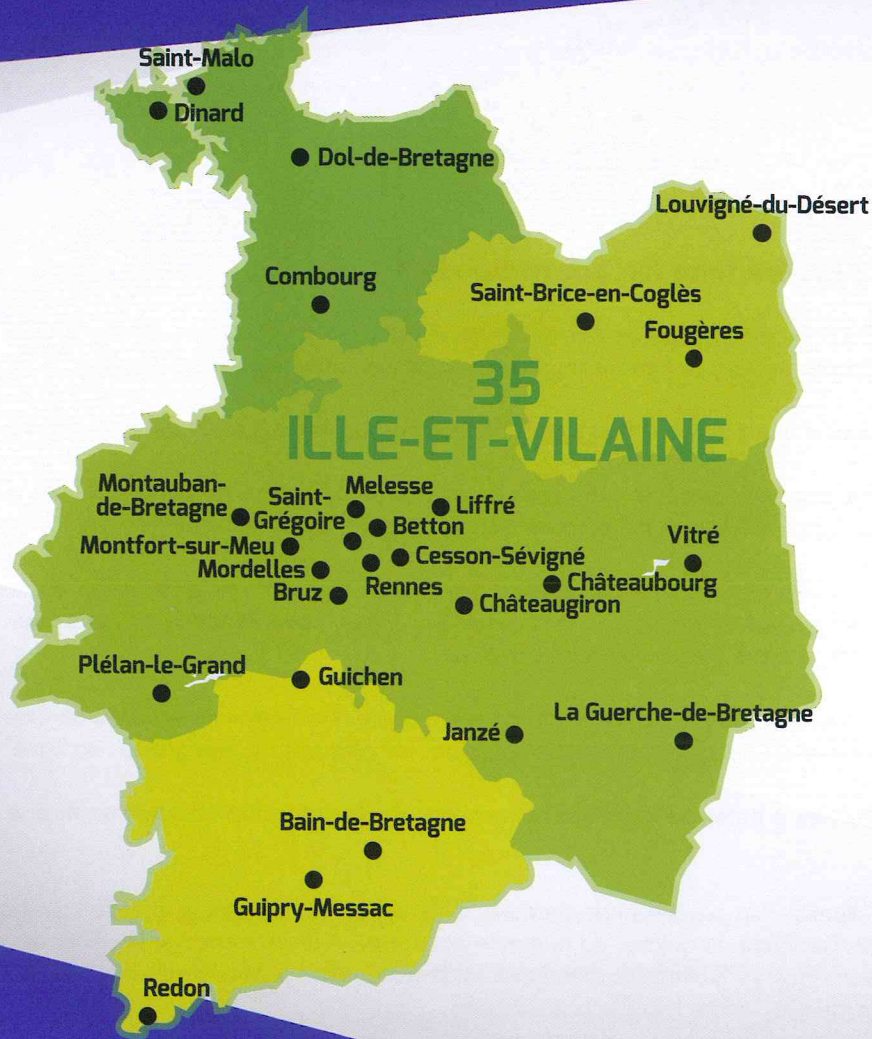 Saint-Malo
Dinard
Dol-de-Bretagne
Louvigné-du-Désert
Combourg
Saint-Brice-en-Coglès
Fougères
35
ILLE-ET-VILAINE
Montauban-
de-Bretagne
Saint-
Grégoire
Melesse
Liffré
Betton
Montfort-sur-Meu
Cesson-Sévigné
Vitré
Mordelles
Rennes
Châteaubourg
Bruz
Châteaugiron
Plélan-le-Grand
Guichen
La Guerche-de-Bretagne
Janzé
Bain-de-Bretagne
Guipry-Messac
Redon